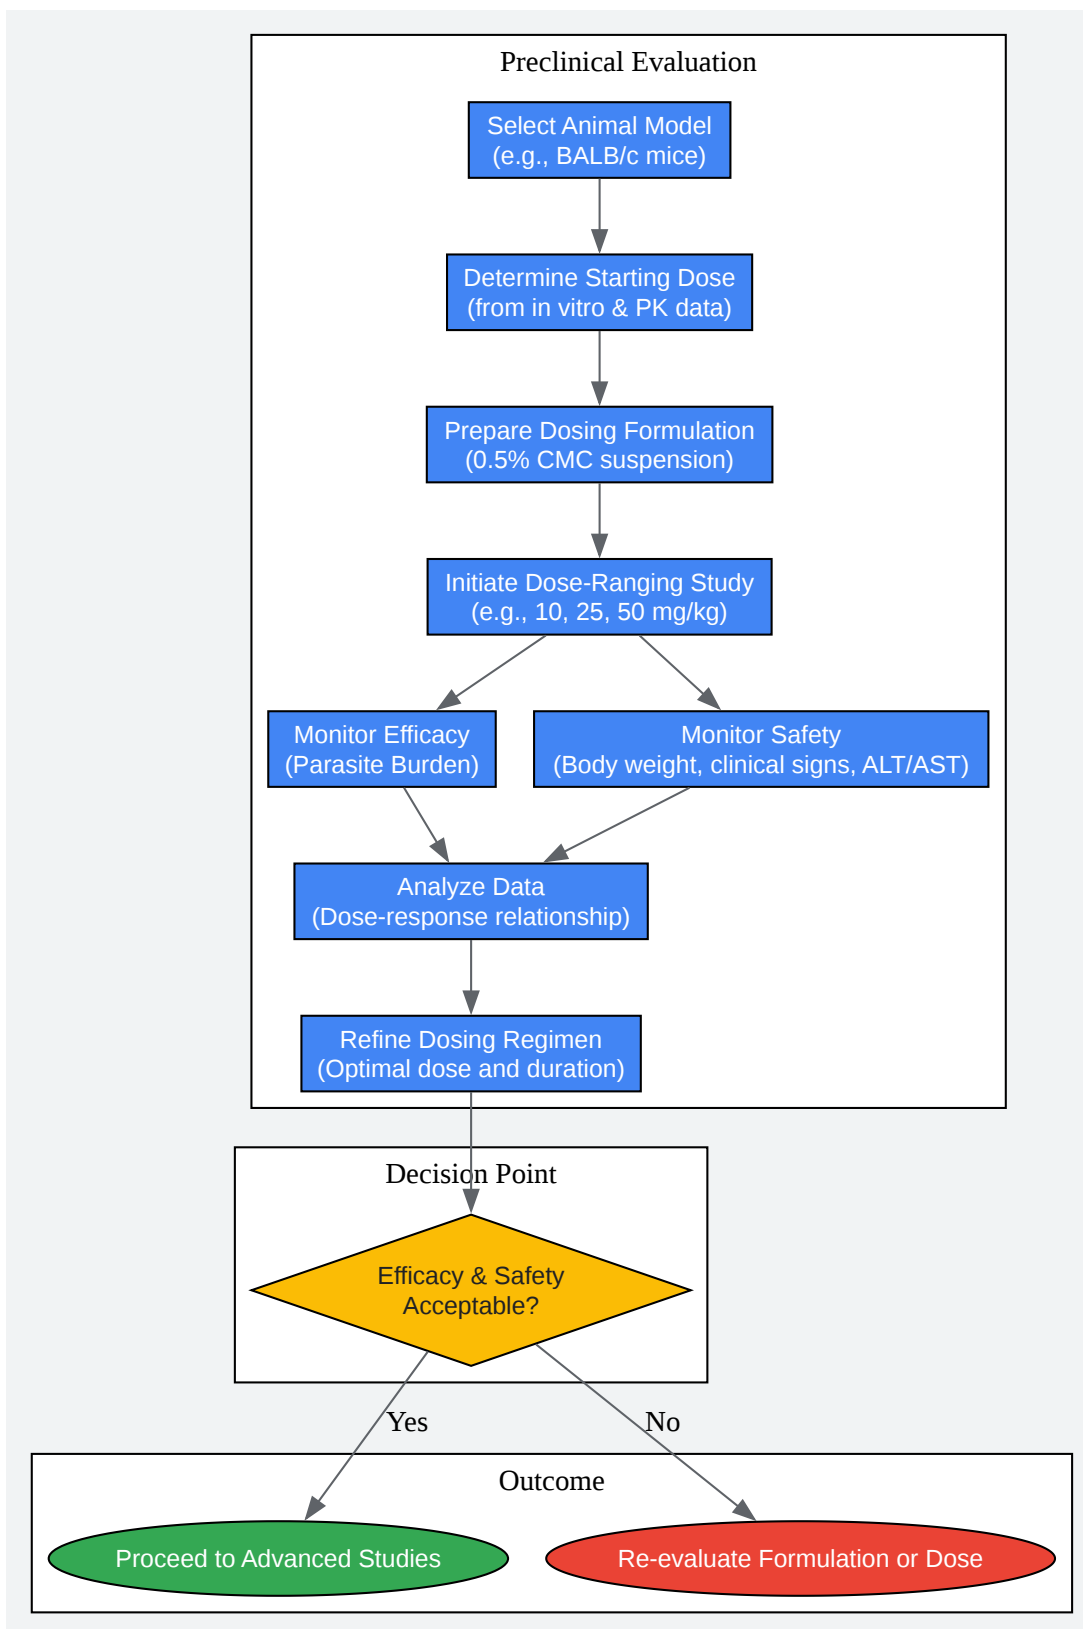 Preclinical Evaluation
Select Animal Model
(e.g., BALB/c mice)
Determine Starting Dose
(from in vitro & PK data)
Prepare Dosing Formulation
(0.5% CMC suspension)
Initiate Dose-Ranging Study
(e.g., 10, 25, 50 mg/kg)
Monitor Efficacy
(Parasite Burden)
Monitor Safety
(Body weight, clinical signs, ALT/AST)
Analyze Data
(Dose-response relationship)
Refine Dosing Regimen
(Optimal dose and duration)
Decision Point
Efficacy & Safety
Acceptable?
Yes
No
Outcome
Proceed to Advanced Studies
Re-evaluate Formulation or Dose